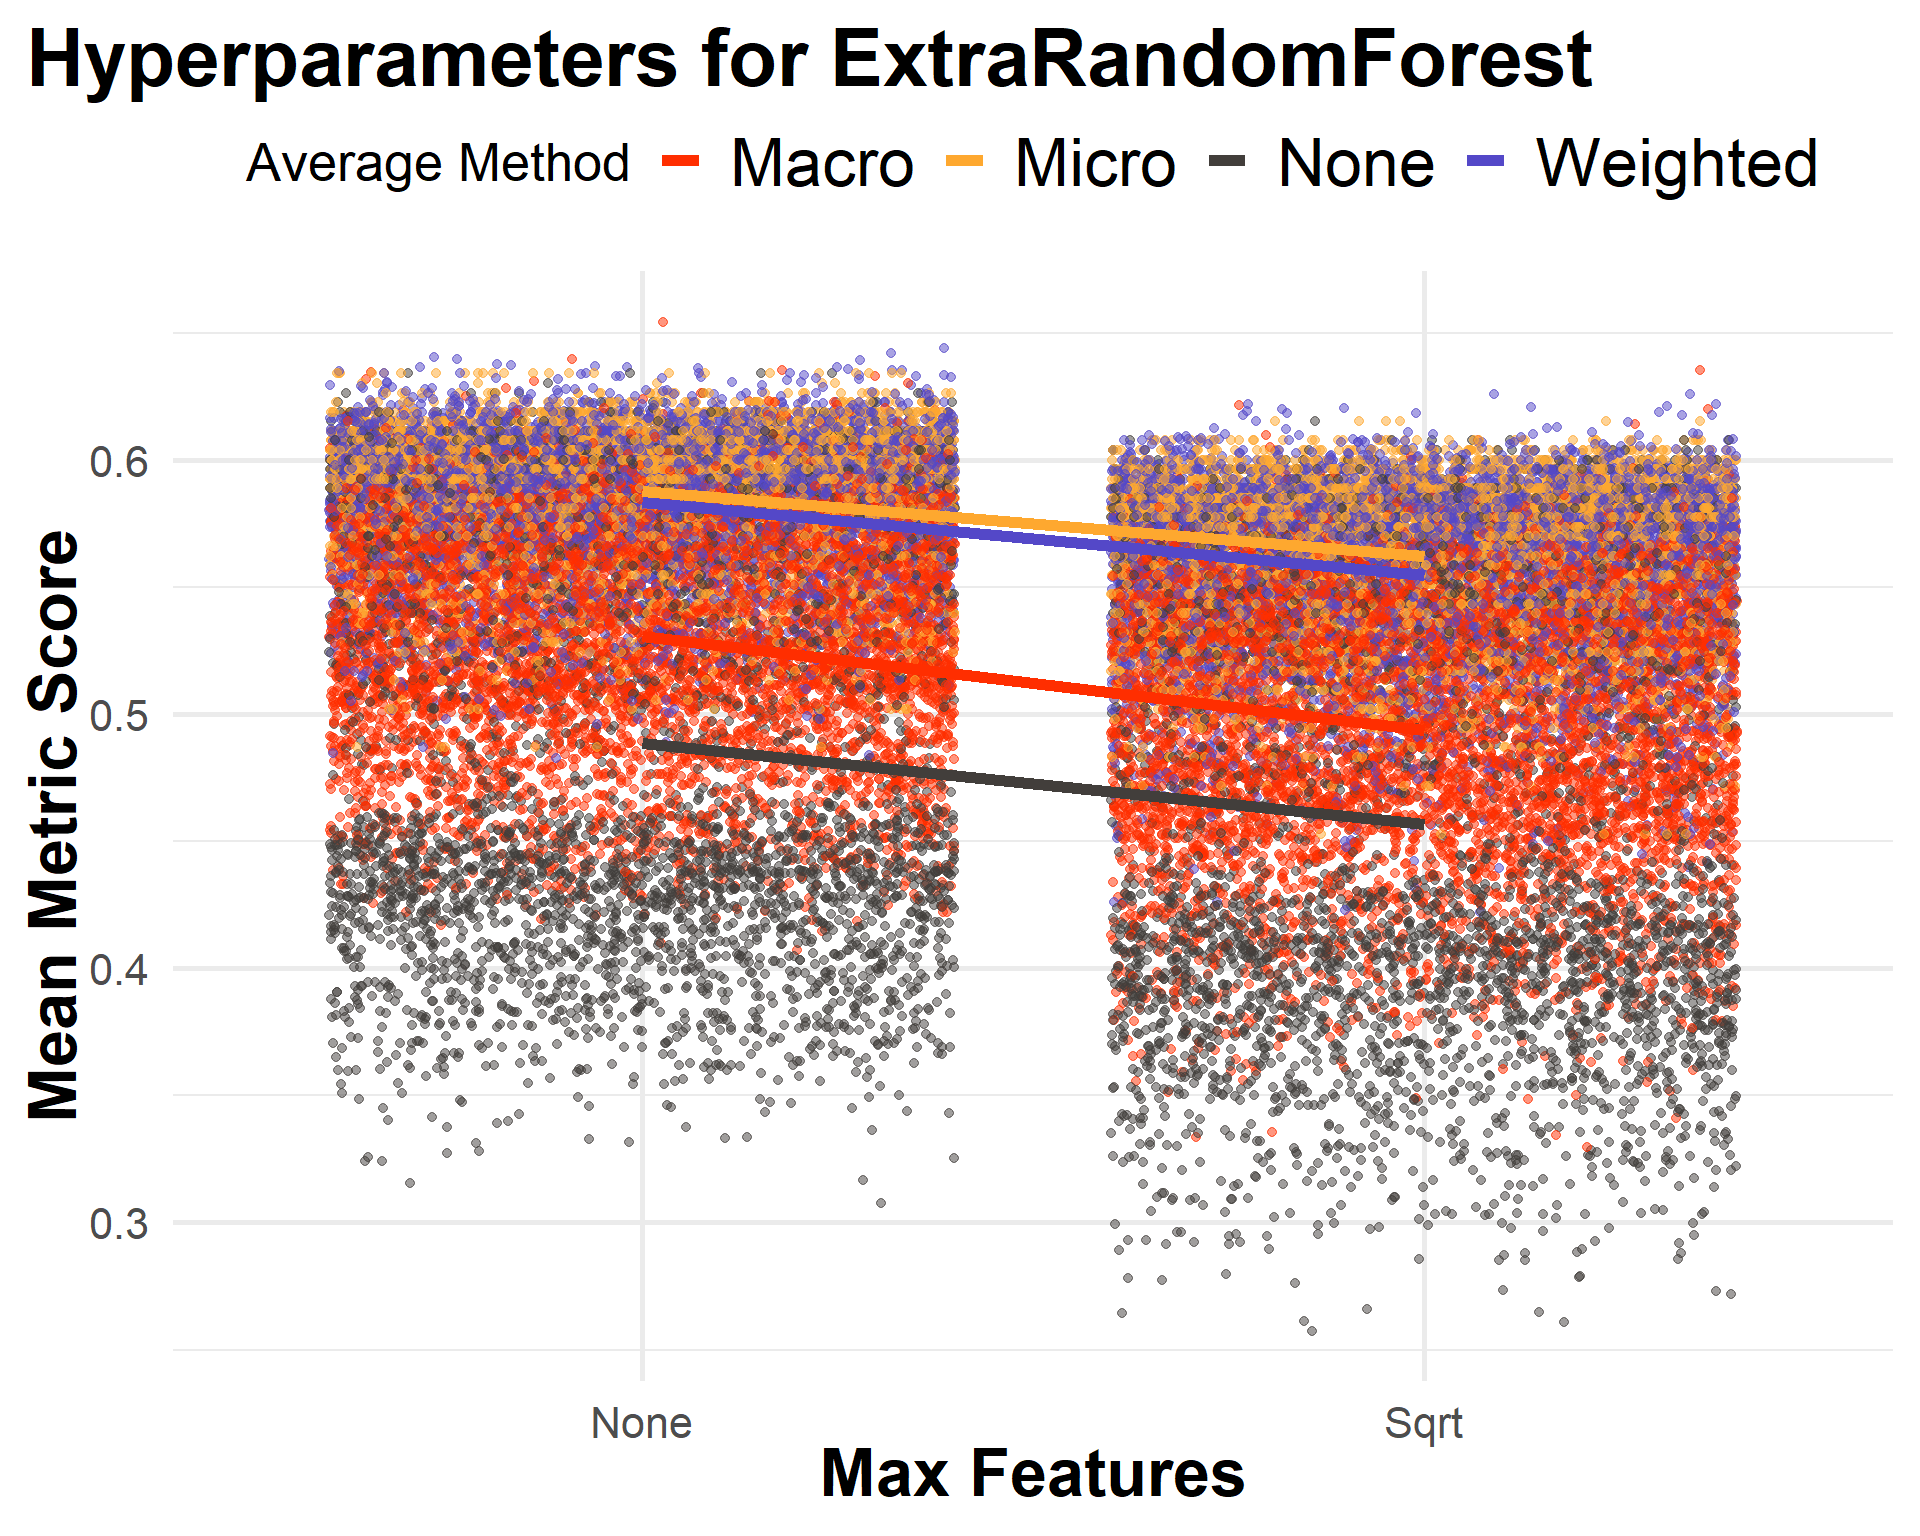 Hyperparameters for ExtraRandomForest
Average Method Macro Micro None Weighted
Mean Metric Score
0.6
0.5
0.4
0.3
None Sqrt
Max Features